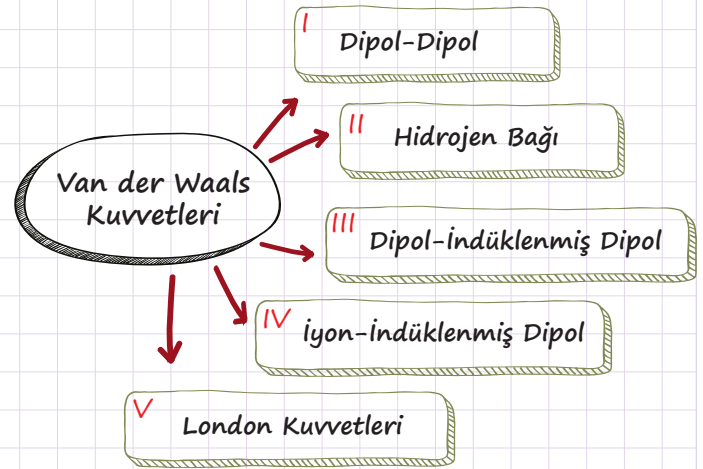 I
Dipol-Dipol
II
Hidrojen Bağı
Van der Waals
Kuvvetleri
III
Dipol-İndüklenmiş Dipol
IV
İyon-İndüklenmiş Dipol
V
London Kuvvetleri